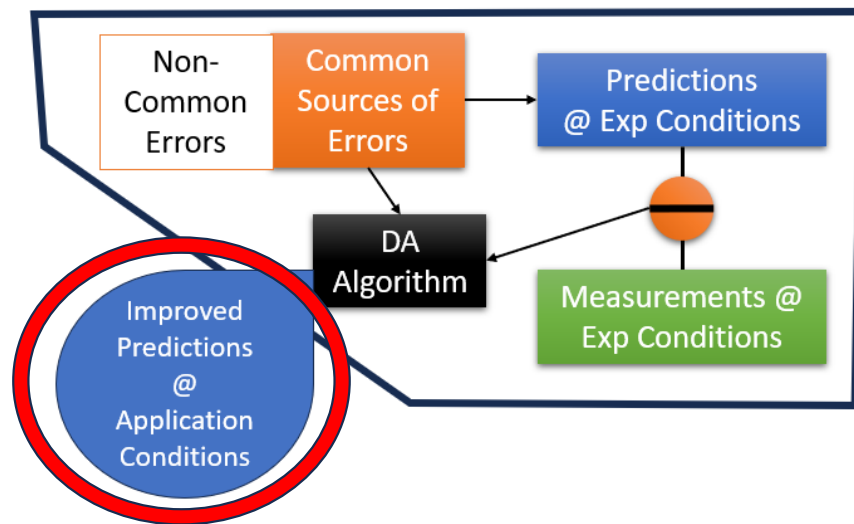 Non-
Common
Errors
Common
Sources of
Errors
Predictions
@ Exp Conditions
DA
Algorithm
Measurements @
Exp Conditions
Improved
Predictions
@
Application
Conditions